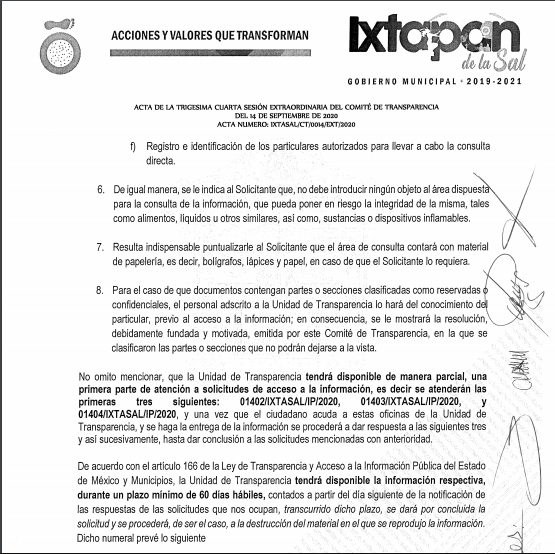 ACCIONES Y VALORES QUE TRANSFORMAN
Ixtapan
de la Sal
GOBIERNO MUNICIPAL • 2019-2021
ACTA DE LA TRIGESIMA CUARTA SESIÓN EXTRAORDINARIA DEL COMITÉ DE TRANSPARENCIA
DEL 14 DE SEPTIEMBRE DE 2020
ACTA NUMERO: IXTASAL/CT/0014/EXT/2020
f) Registro e identificación de los particulares autorizados para llevar a cabo la consulta
directa.
6. De igual manera, se le indica al Solicitante que, no debe introducir ningún objeto al área dispuesta
para la consulta de la información, que pueda poner en riesgo la integridad de la misma, tales
como alimentos, líquidos u otros similares, así como, sustancias o dispositivos inflamables.
7. Resulta indispensable puntualizarle al Solicitante que el área de consulta contará con material
de papelería, es decir, bolígrafos, lápices y papel, en caso de que el Solicitante lo requiera.
8. Para el caso de que documentos contengan partes o secciones clasificadas como reservadas o
confidenciales, el personal adscrito a la Unidad de Transparencia lo hará del conocimiento del
particular, previo al acceso a la información; en consecuencia, se le mostrará la resolución,
debidamente fundada y motivada, emitida por este Comité de Transparencia, en la que se
clasificaron las partes o secciones que no podrán dejarse a la vista.
No omito mencionar, que la Unidad de Transparencia tendrá disponible de manera parcial, una
primera parte de atención a solicitudes de acceso a la información, es decir se atenderán las
primeras tres siguientes: 01402/IXTASAL/IP/2020, 01403/IXTASAL/IP/2020, y
01404/IXTASAL/IP/2020, y una vez que el ciudadano acuda a estas oficinas de la Unidad de
Transparencia, y se haga la entrega de la información se procederá a dar respuesta a las siguientes tres
y así sucesivamente, hasta dar conclusión a las solicitudes mencionadas con anterioridad.
De acuerdo con el artículo 166 de la Ley de Transparencia y Acceso a la Información Pública del Estado
de México y Municipios, la Unidad de Transparencia tendrá disponible la información respectiva,
durante un plazo mínimo de 60 días hábiles, contados a partir del día siguiente de la notificación de
las respuestas de las solicitudes que nos ocupan, transcurrido dicho plazo, se dará por concluida la
solicitud y se procederá, de ser el caso, a la destrucción del material en el que se reprodujo la información.
Dicho numeral prevé lo siguiente